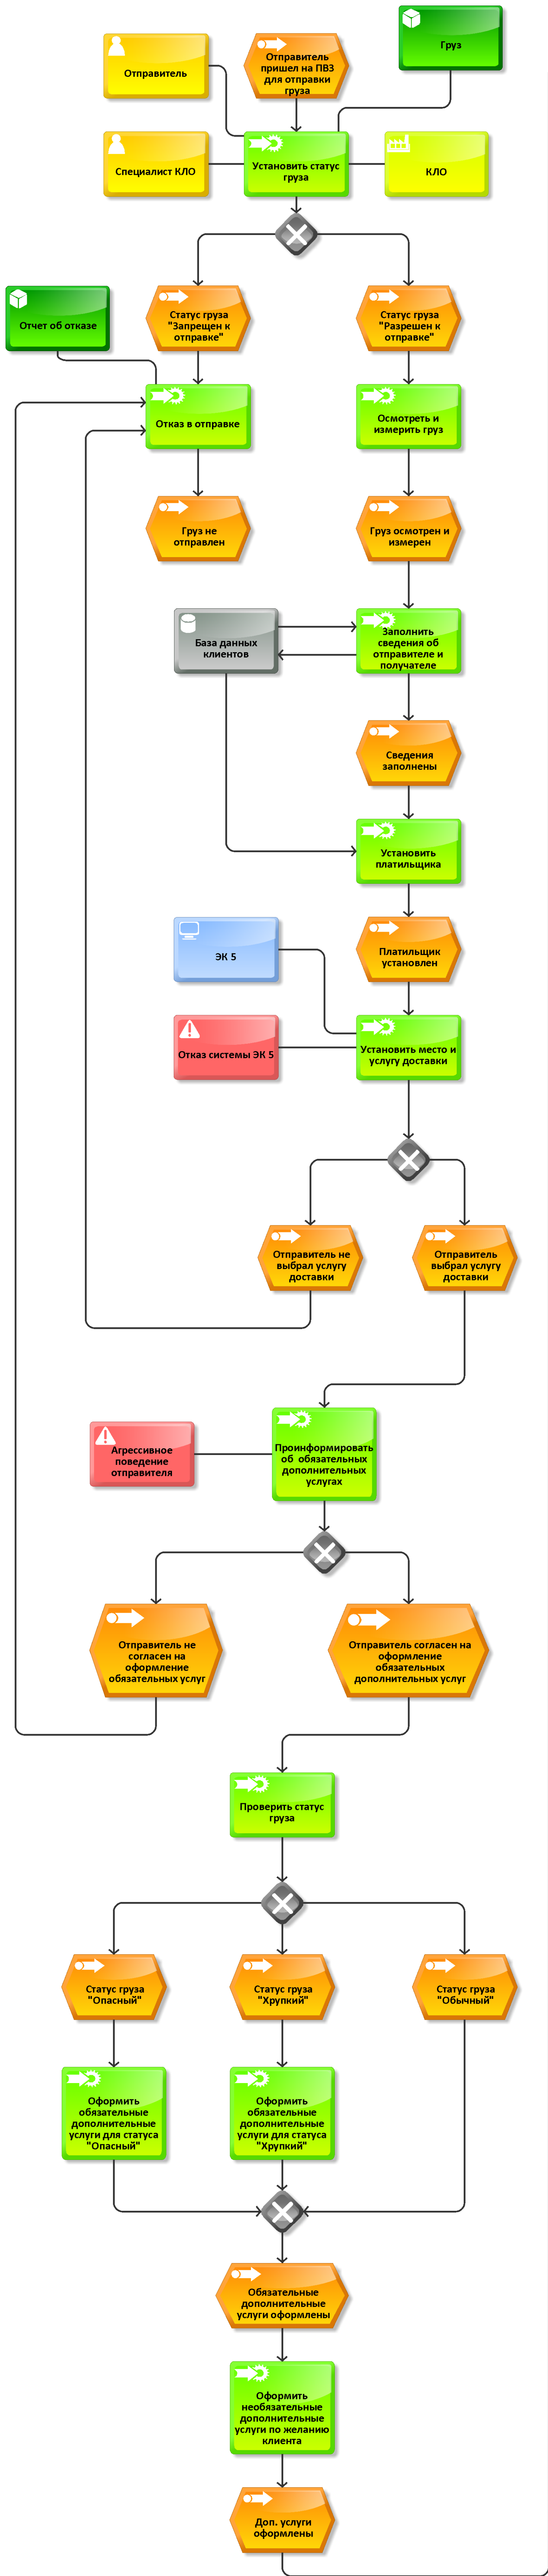 Отправитель
Отправитель
пришел на ПВЗ
для отправки
груза
Груз
Специалист КЛО
Установить статус
груза
КЛО
Отчет об отказе
Статус груза
"Запрещен к
отправке"
Статус груза
"Разрешен к
отправке"
Отказ в отправке
Осмотреть и
измерить груз
Груз не
отправлен
Груз осмотрен и
измерен
База данных
клиентов
Заполнить
сведения об
отправителе и
получателе
Сведения
заполнены
Установить
платильщика
ЭК 5
Платильщик
установлен
Отказ системы ЭК 5
Установить место и
услугу доставки
Отправитель не
выбрал услугу
доставки
Отправитель
выбрал услугу
доставки
Агрессивное
поведение
отправителя
Проинформировать
об обязательных
дополнительных
услугах
Отправитель не
согласен на
оформление
обязательных услуг
Отправитель согласен на
оформление
обязательных
дополнительных услуг
Проверить статус
груза
Статус груза
"Опасный"
Статус груза
"Хрупкий"
Статус груза
"Обычный"
Оформить
обязательные
дополнительные
услуги для статуса
"Опасный"
Оформить
обязательные
дополнительные
услуги для статуса
"Хрупкий"
Обязательные
дополнительные
услуги оформлены
Оформить
необязательные
дополнительные
услуги по желанию
клиента
Доп. услуги
оформлены